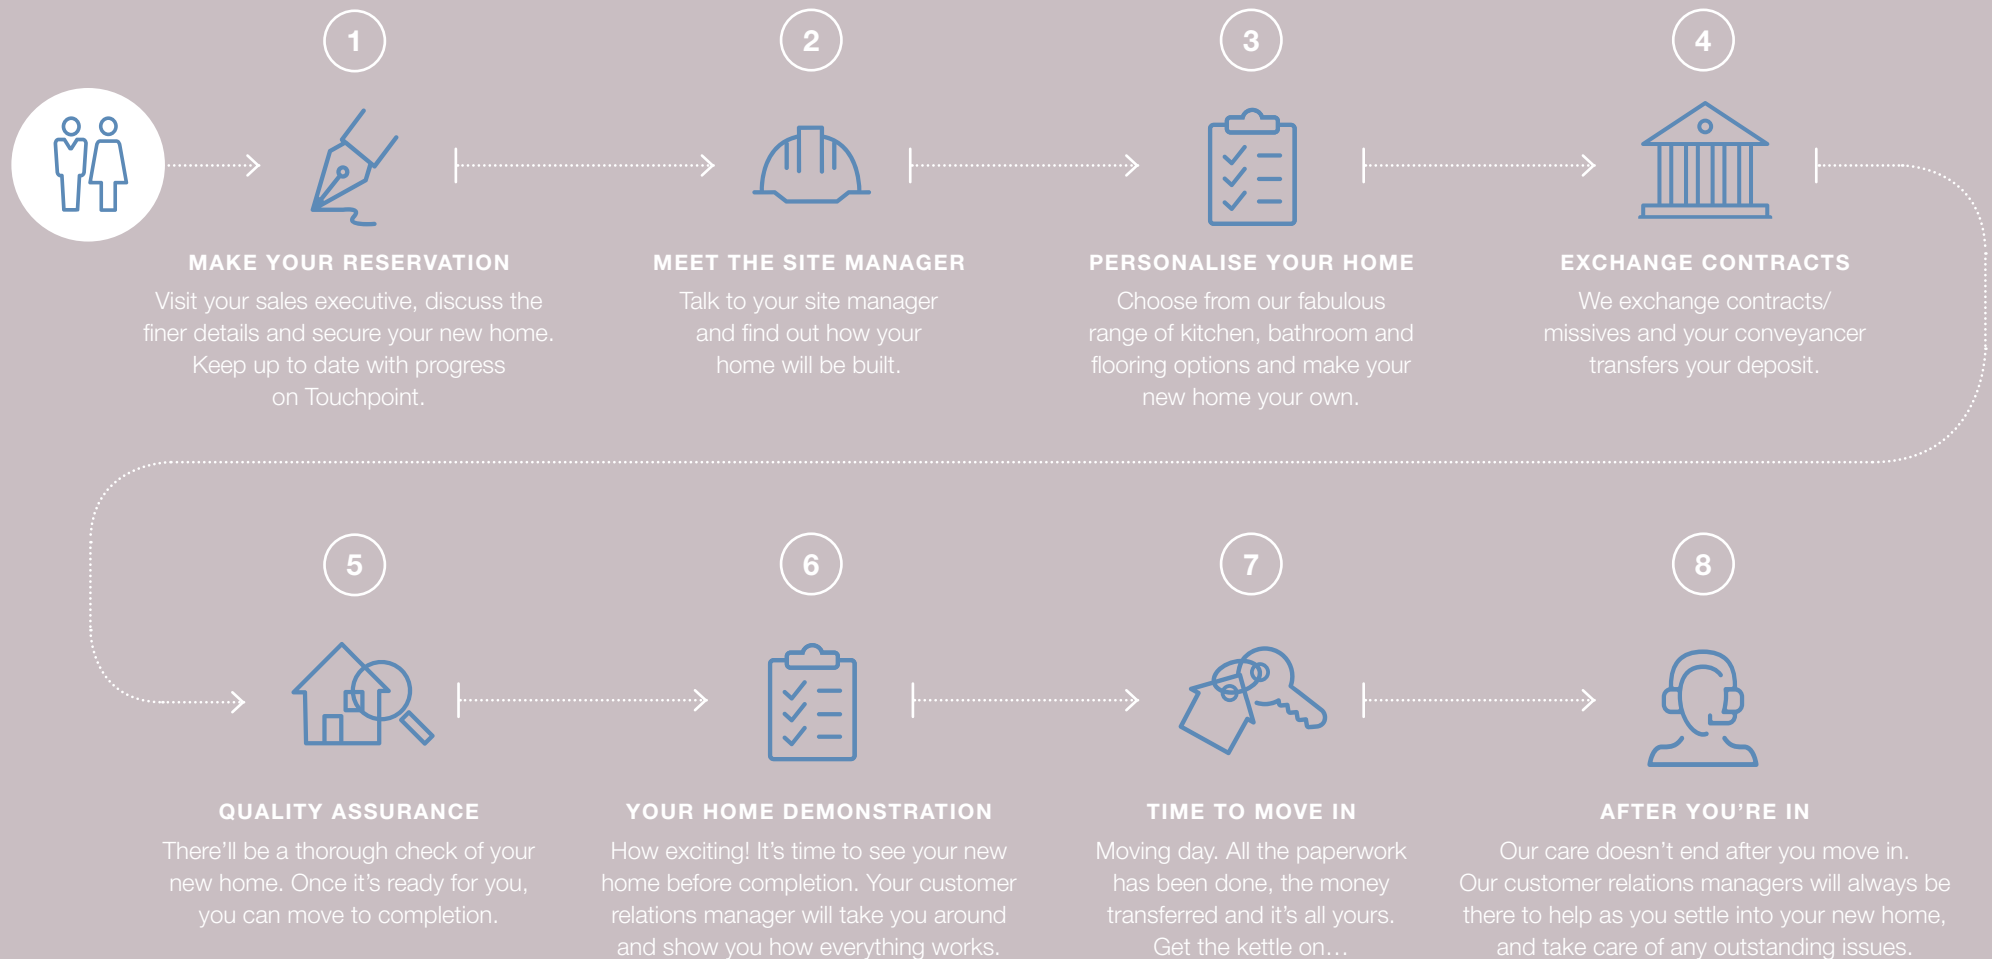 1
MAKE YOUR RESERVATION
Visit your sales executive, discuss the
finer details and secure your new home.
Keep up to date with progress
on Touchpoint.
2
MEET THE SITE MANAGER
Talk to your site manager
and find out how your
home will be built.
3
PERSONALISE YOUR HOME
Choose from our fabulous
range of kitchen, bathroom and
flooring options and make your
new home your own.
4
EXCHANGE CONTRACTS
We exchange contracts/
missives and your conveyancer
transfers your deposit.
5
QUALITY ASSURANCE
There’ll be a thorough check of your
new home. Once it’s ready for you,
you can move to completion.
6
YOUR HOME DEMONSTRATION
How exciting! It’s time to see your new
home before completion. Your customer
relations manager will take you around
and show you how everything works.
7
TIME TO MOVE IN
Moving day. All the paperwork
has been done, the money
transferred and it’s all yours.
Get the kettle on…
8
AFTER YOU’RE IN
Our care doesn’t end after you move in.
Our customer relations managers will always be
there to help as you settle into your new home,
and take care of any outstanding issues.